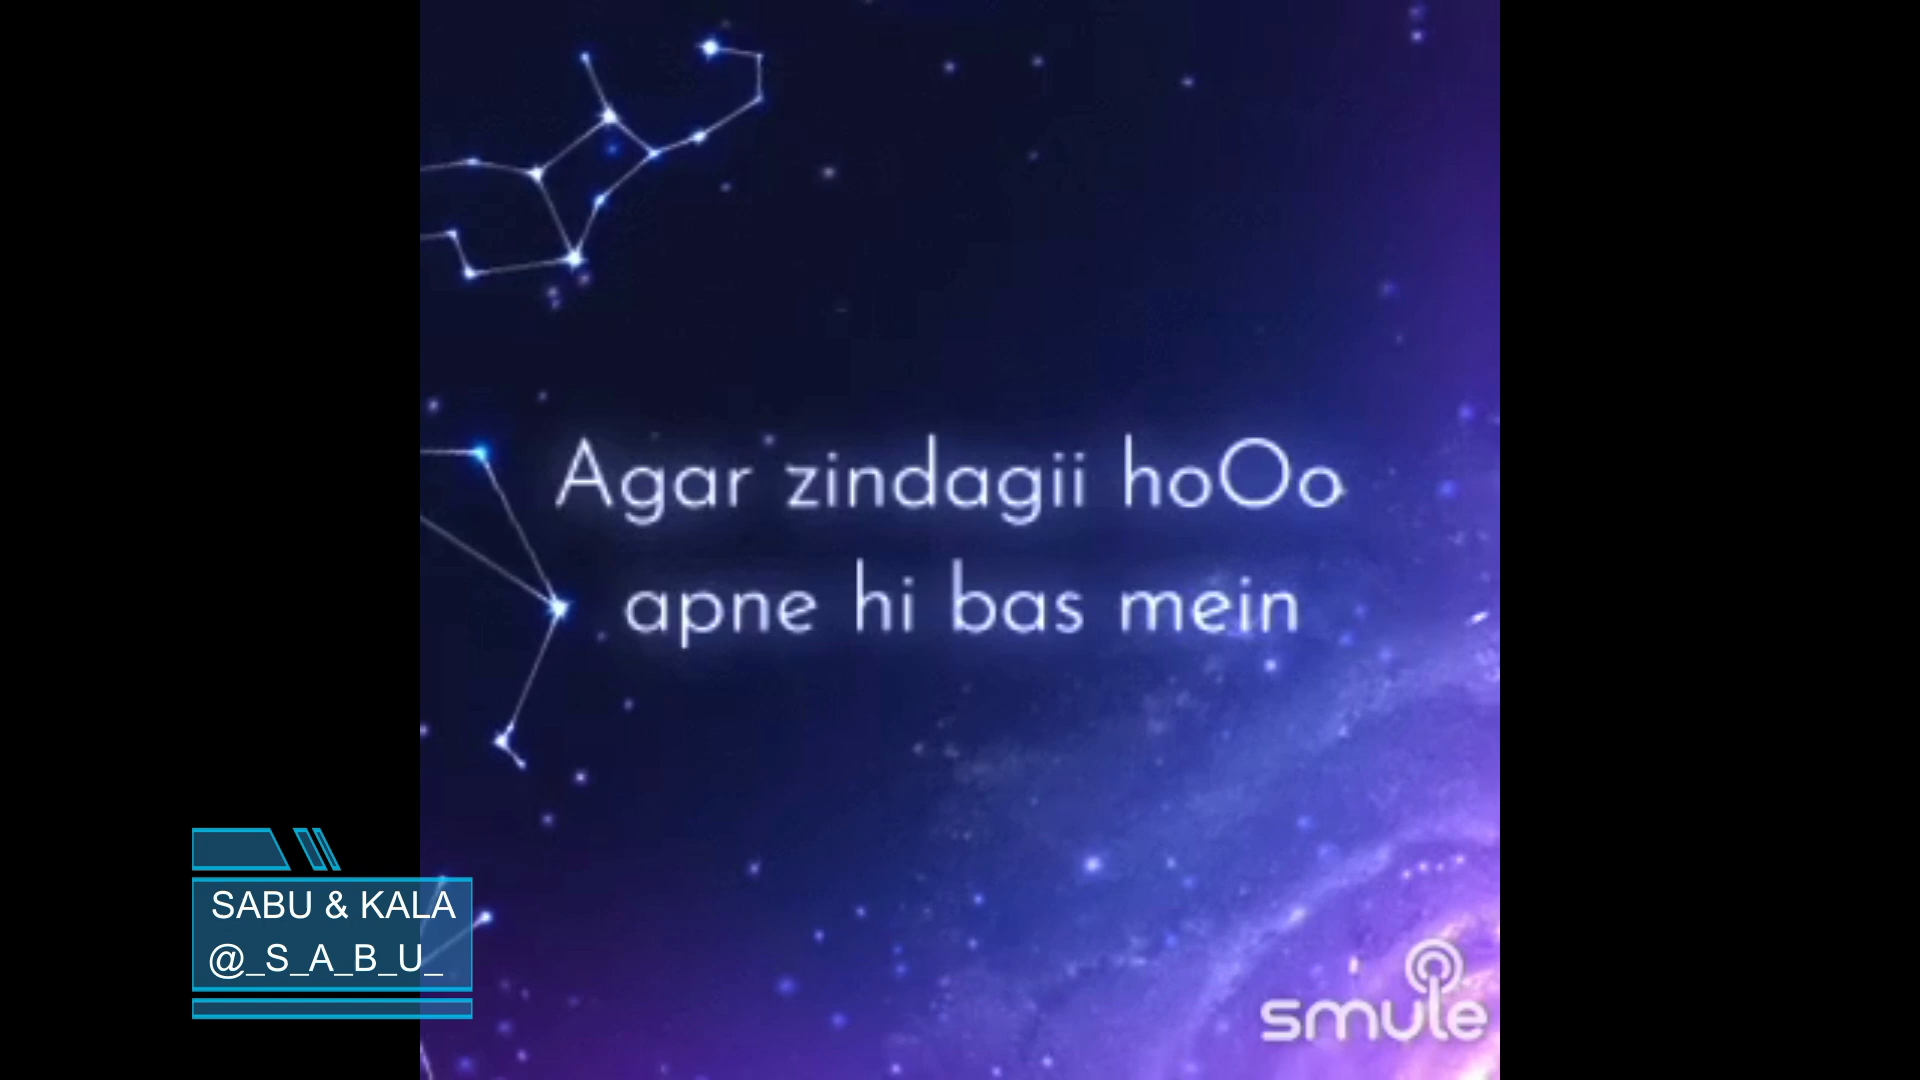 Agar zindagii hoOo
apne hi bas mein
SABU & KALA
@_S_A_B_U_
smule